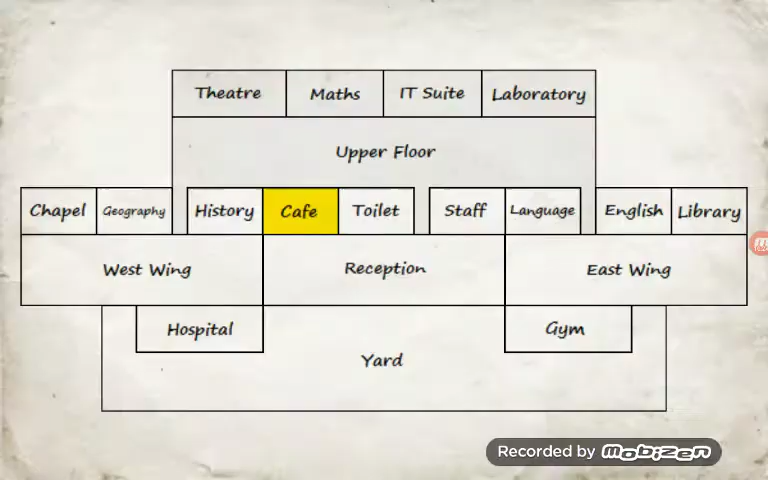 Theatre Maths IT Suite Laboratory
Upper Floor
Chapel Geography History Cafe Toilet Staff Language English Library
West Wing Reception East Wing
Hospital Gym
Yard
Recorded by mobizen